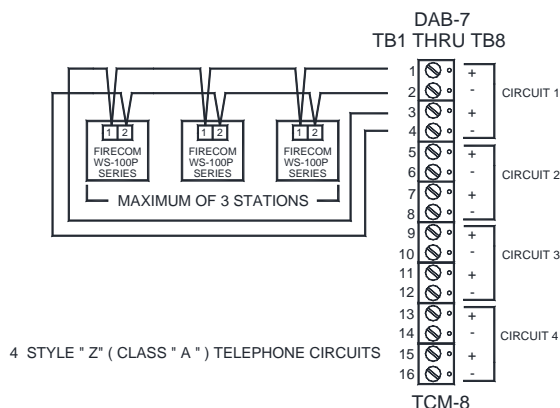 DAB-7
TB1 THRU TB8
1 +
2 -
3 +
4 -
CIRCUIT 1
5 +
6 -
7 +
8 -
CIRCUIT 2
9 +
10 -
11 +
12 -
CIRCUIT 3
13 +
14 -
15 +
16 -
CIRCUIT 4
TCM-8
1 2
FIRECOM
WS-100P
SERIES
1 2
FIRECOM
WS-100P
SERIES
1 2
FIRECOM
WS-100P
SERIES
MAXIMUM OF 3 STATIONS
4 STYLE " Z" ( CLASS " A " ) TELEPHONE CIRCUITS